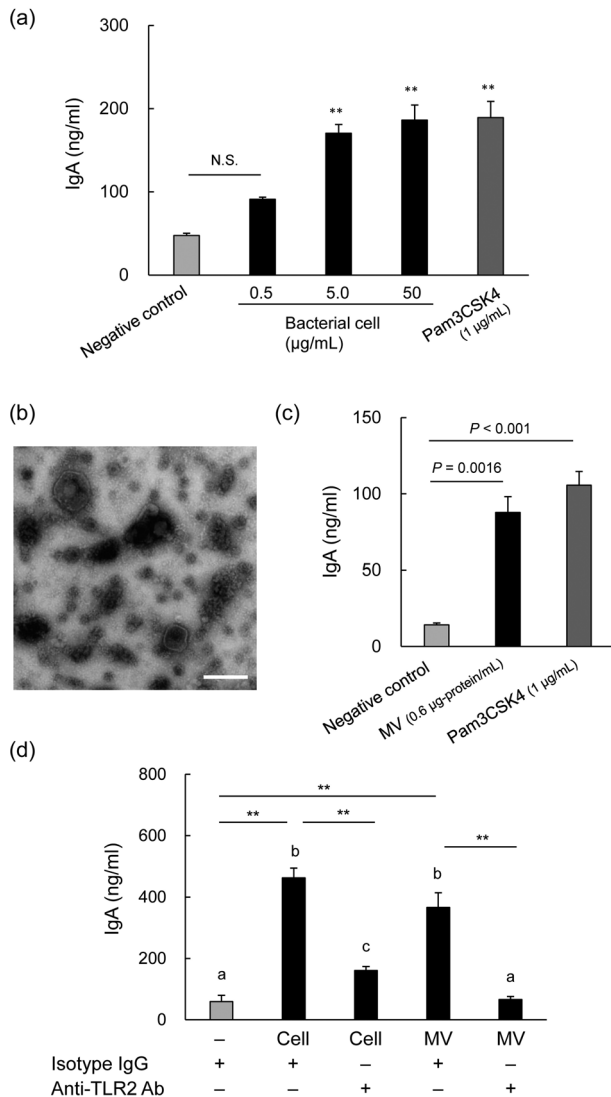 (a)
300
200
100
0
IgA (ng/ml)
N.S.
**
**
**
Negative control
0.5 5.0 50
Bacterial cell
(μg/mL)
Pam3CSK4
(1 μg/mL)
(b)
(c)
150
100
50
0
IgA (ng/ml)
P < 0.001
P = 0.0016
Negative control
MV (0.6 μg-protein/mL)
Pam3CSK4 (1 μg/mL)
(d)
800
600
400
200
0
IgA (ng/ml)
**
** ** **
a b c b a
– Cell Cell MV MV
Isotype IgG + + – + –
Anti-TLR2 Ab – – + – +